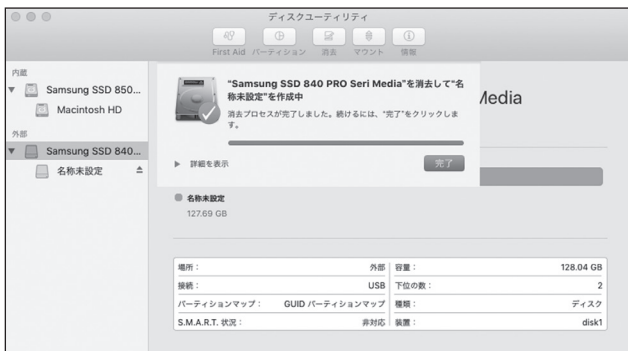 ディスクユーティリティ
First Aid パーティション 消去 マウント 情報
内蔵
Samsung SSD 850...
Macintosh HD
外部
Samsung SSD 840...
名称未設定
"Samsung SSD 840 PRO Seri Media"を消去して"名
称未設定"を作成中
消去プロセスが完了しました。続けるには、"完了"をクリックしま
す。
詳細を表示
完了
Media
名称未設定
127.69 GB
場所： 外部 容量： 128.04 GB
接続： USB 下位の数： 2
パーティションマップ： GUID パーティションマップ 種類： ディスク
S.M.A.R.T. 状況： 非対応 装置： disk1